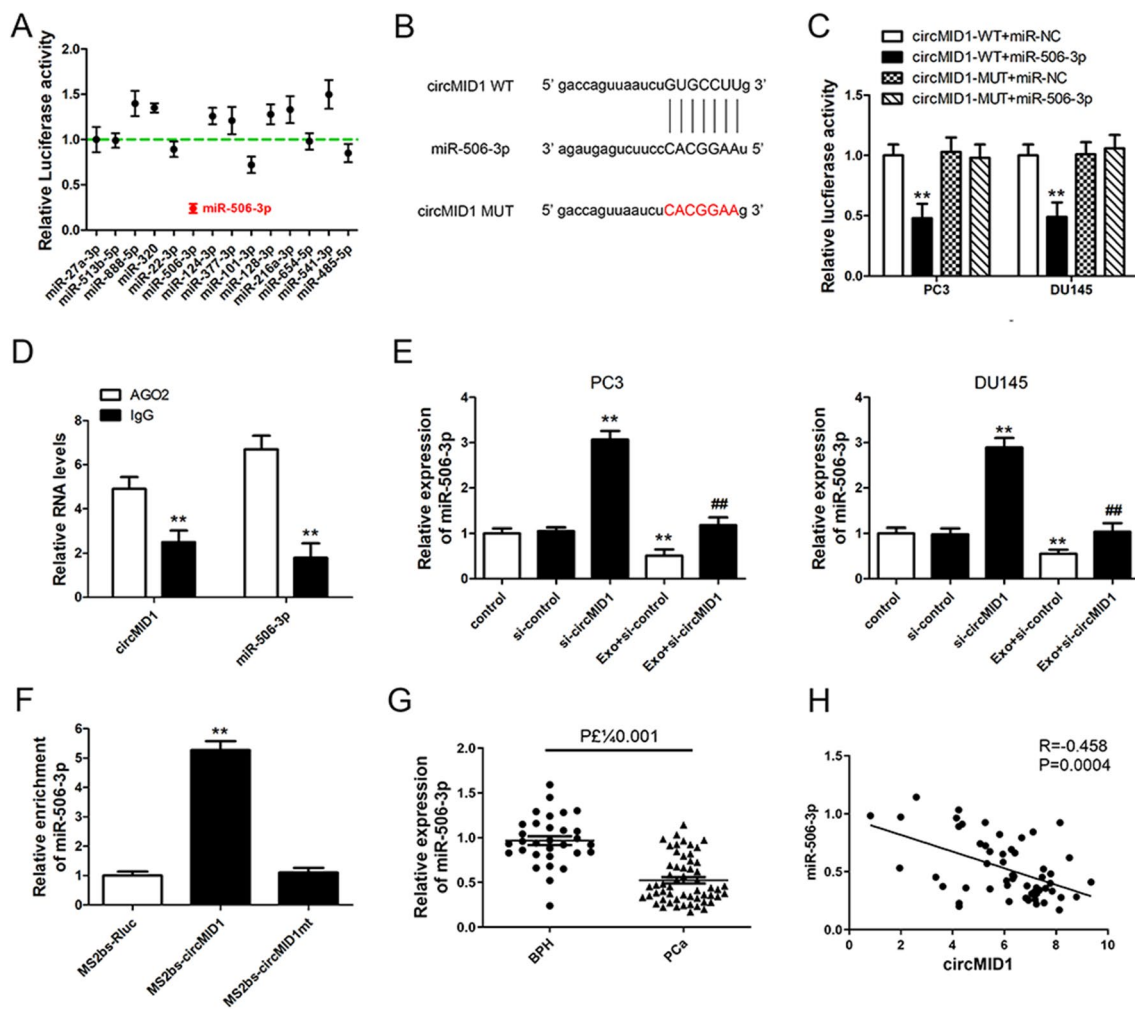 A
Relative Luciferase activity
2.0
1.5
1.0
0.5
0.0
miR-506-3p
miR-27a-3p
miR-513b-5p
miR-888-5p
miR-320
miR-22-3p
miR-506-3p
miR-124-3p
miR-377-3p
miR-101-3p
miR-128-3p
miR-216a-3p
miR-654-5p
miR-541-3p
miR-485-5p
B
circMID1 WT 5' gaccaguuaaucuGUGCCUUg 3'
miR-506-3p 3' agaugagucuuccCACGGAAu 5'
circMID1 MUT 5' gaccaguuaaucuCACGGAAg 3'
C
circMID1-WT+miR-NC
circMID1-WT+miR-506-3p
circMID1-MUT+miR-NC
circMID1-MUT+miR-506-3p
Relative lucfierase activity
1.5
1.0
0.5
0.0
**
**
PC3
DU145
D
AGO2
IgG
Relative RNA levels
8
6
4
2
0
**
**
circMID1
miR-506-3p
E
PC3
Relative expression
of miR-506-3p
4
3
2
1
0
**
**
##
control
si-control
si-circMID1
Exo+si-control
Exo+si-circMID1
DU145
Relative expression
of miR-506-3p
4
3
2
1
0
**
**
##
control
si-control
si-circMID1
Exo+si-control
Exo+si-circMID1
F
Relative enrichment
of miR-506-3p
6
5
4
3
2
1
0
**
MS2bs-Rluc
MS2bs-circMID1
MS2bs-circMID1mt
G
P£¼0.001
Relative expression
of miR-506-3p
2.0
1.5
1.0
0.5
0.0
BPH
PCa
H
R=-0.458
P=0.0004
miR-506-3p
1.5
1.0
0.5
0.0
0
2
4
6
8
10
circMID1